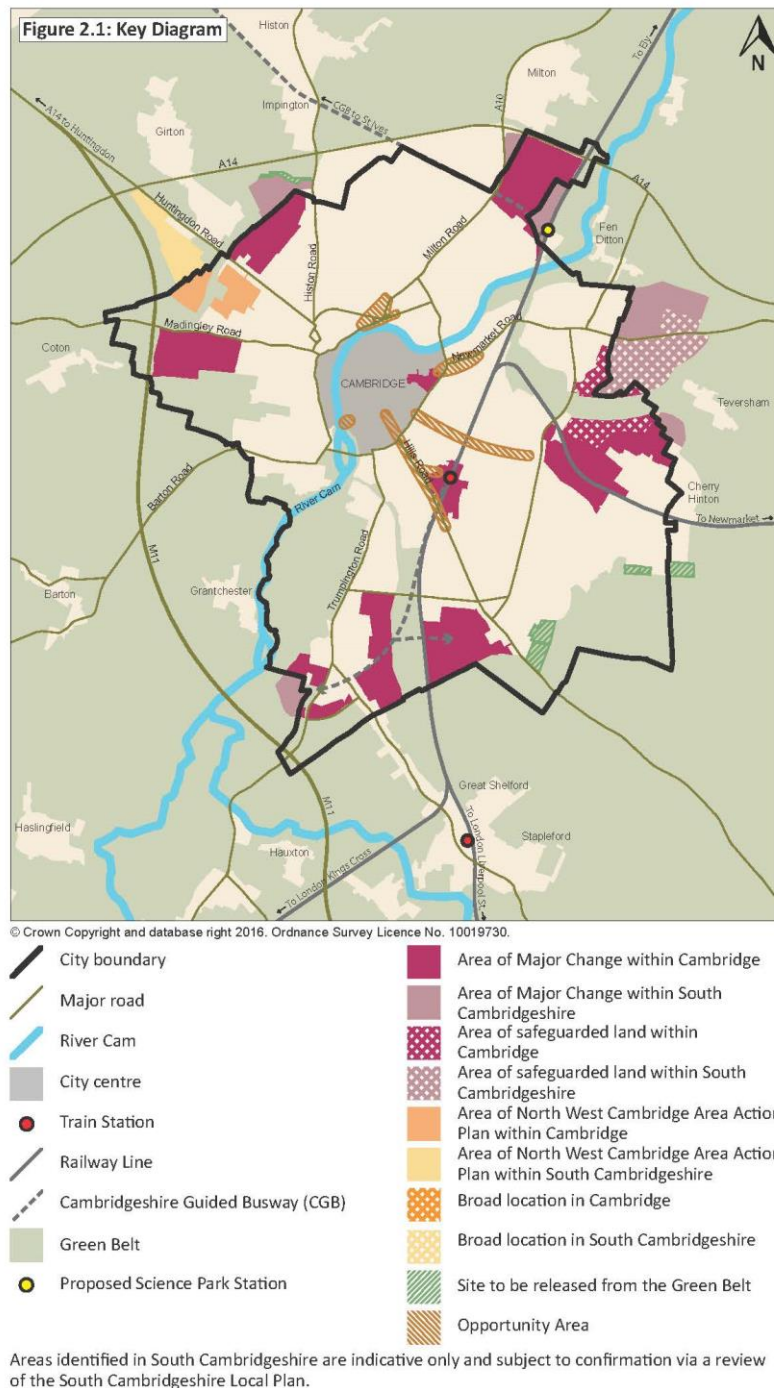 Figure 2.1: Key Diagram
N
Histon
To Ely
Milton
Impington
CGB to St Ives
A10
A14 to Huntingdon
Girton
A14
A14
Huntingdon Road
Histon Road
Milton Road
Fen
Ditton
Madingley Road
Newmarket Road
Coton
CAMBRIDGE
Teversham
Hills Road
Barton Road
River Cam
Cherry
Hinton
To Newmarket
M11
Trumpington Road
Barton
Grantchester
Great Shelford
M11
To London Liverpool St.
Haslingfield
Stapleford
Hauxton
To London Kings Cross
© Crown Copyright and database right 2016. Ordnance Survey Licence No. 10019730.
City boundary
Major road
River Cam
City centre
Train Station
Railway Line
Cambridgeshire Guided Busway (CGB)
Green Belt
Proposed Science Park Station
Area of Major Change within Cambridge
Area of Major Change within South
Cambridgeshire
Area of safeguarded land within
Cambridge
Area of safeguarded land within South
Cambridgeshire
Area of North West Cambridge Area Action
Plan within Cambridge
Area of North West Cambridge Area Action
Plan within South Cambridgeshire
Broad location in Cambridge
Broad location in South Cambridgeshire
Site to be released from the Green Belt
Opportunity Area
Areas identified in South Cambridgeshire are indicative only and subject to confirmation via a review
of the South Cambridgeshire Local Plan.